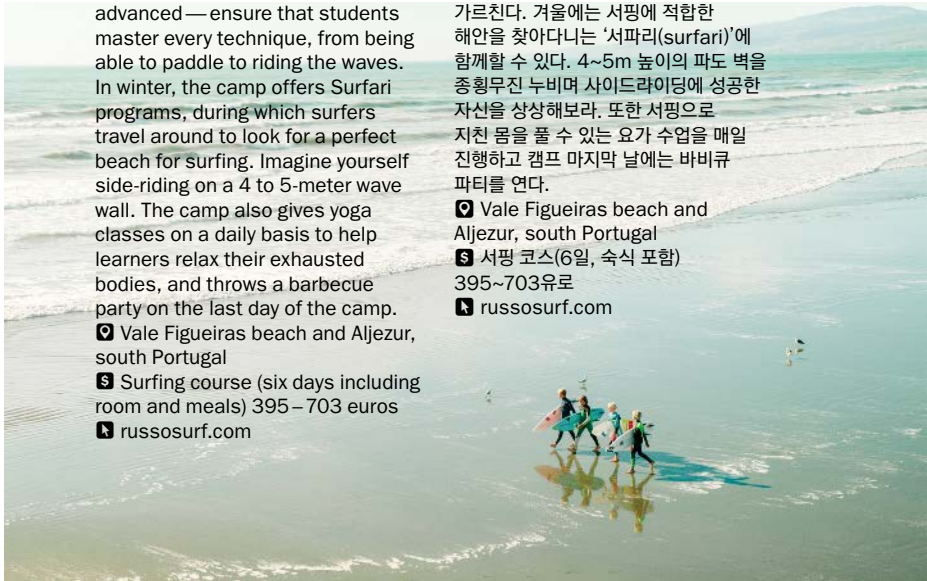 advanced — ensure that students
master every technique, from being
able to paddle to riding the waves.
In winter, the camp offers Surfari
programs, during which surfers
travel around to look for a perfect
beach for surfing. Imagine yourself
side-riding on a 4 to 5-meter wave
wall. The camp also gives yoga
classes on a daily basis to help
learners relax their exhausted
bodies, and throws a barbecue
party on the last day of the camp.
Vale Figueiras beach and Aljezur,
south Portugal
$ Surfing course (six days including
room and meals) 395 – 703 euros
russosurf.com
가르친다. 겨울에는 서핑에 적합한
해안을 찾아다니는 ‘서파리(surfari)’에
함께할 수 있다. 4~5m 높이의 파도 벽을
종횡무진 누비며 사이드라이딩에 성공한
자신을 상상해보라. 또한 서핑으로
지친 몸을 풀 수 있는 요가 수업을 매일
진행하고 캠프 마지막 날에는 바비큐
파티를 연다.
Vale Figueiras beach and
Aljezur, south Portugal
$ 서핑 코스(6일, 숙식 포함)
395~703유로
russosurf.com